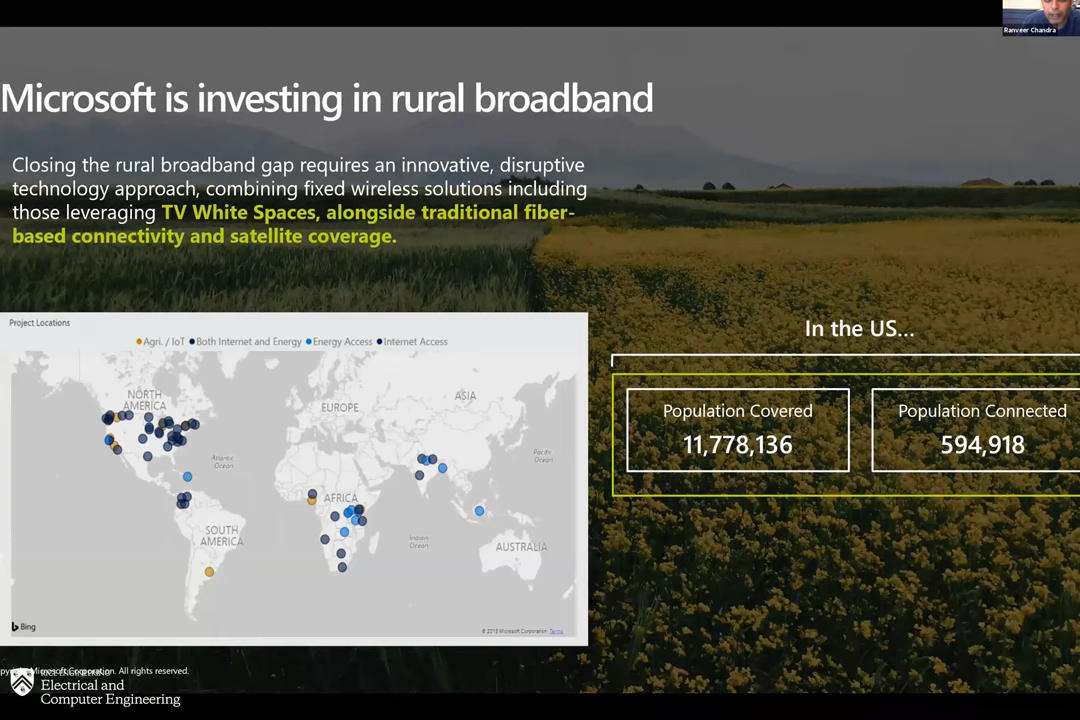 Ranveer Chandra
Microsoft is investing in rural broadband
Closing the rural broadband gap requires an innovative, disruptive
technology approach, combining fixed wireless solutions including
those leveraging TV White Spaces, alongside traditional fiber-
based connectivity and satellite coverage.
Project Locations
Agri. / IoT Both Internet and Energy Energy Access Internet Access
NORTH
AMERICA
EUROPE
ASIA
Atlantic
Ocean
Pacific
Ocean
AFRICA
SOUTH
AMERICA
Indian
Ocean
AUSTRALIA
Bing
Microsoft Corporation Terms
In the US...
Population Covered
11,778,136
Population Connected
594,918
Microsoft Corporation. All rights reserved.
Electrical and
Computer Engineering